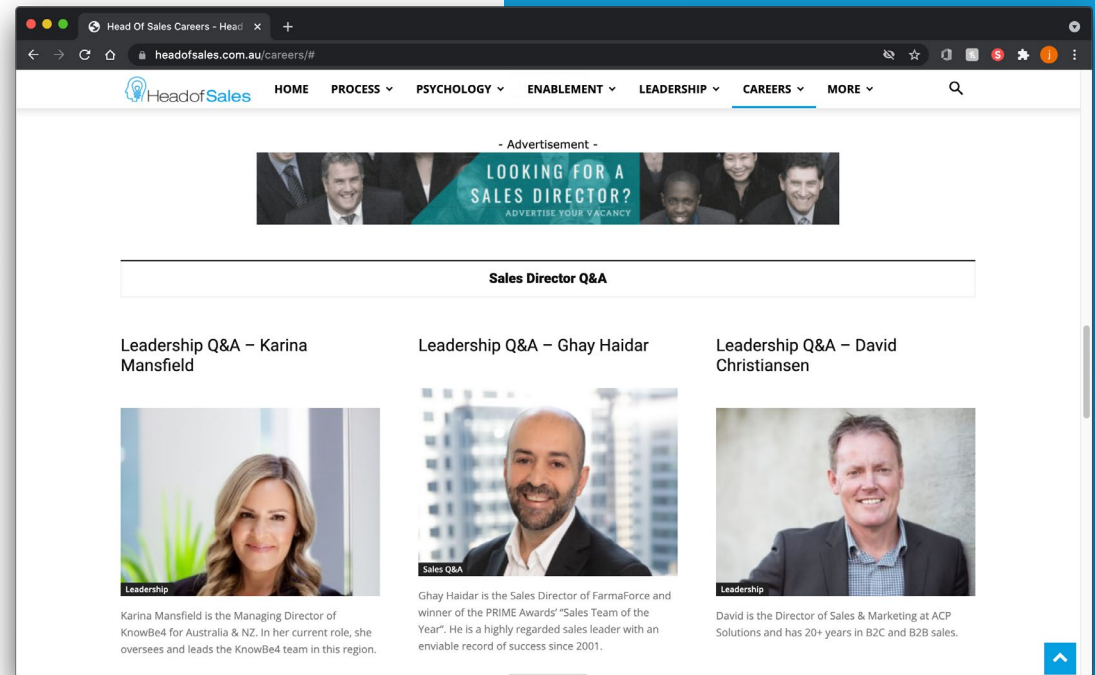 Head Of Sales Careers - Head
headofsales.com.au/careers/#
S
j
HeadofSales
HOME
PROCESS
PSYCHOLOGY
ENABLEMENT
LEADERSHIP
CAREERS
MORE
- Advertisement -
LOOKING FOR A
SALES DIRECTOR?
ADVERTISE YOUR VACANCY
Sales Director Q&A
Leadership Q&A – Karina
Mansfield
Leadership
Karina Mansfield is the Managing Director of
KnowBe4 for Australia & NZ. In her current role, she
oversees and leads the KnowBe4 team in this region.
Leadership Q&A – Ghay Haidar
Sales Q&A
Ghay Haidar is the Sales Director of FarmaForce and
winner of the PRIME Awards’ “Sales Team of the
Year”. He is a highly regarded sales leader with an
enviable record of success since 2001.
Leadership Q&A – David
Christiansen
Leadership
David is the Director of Sales & Marketing at ACP
Solutions and has 20+ years in B2C and B2B sales.